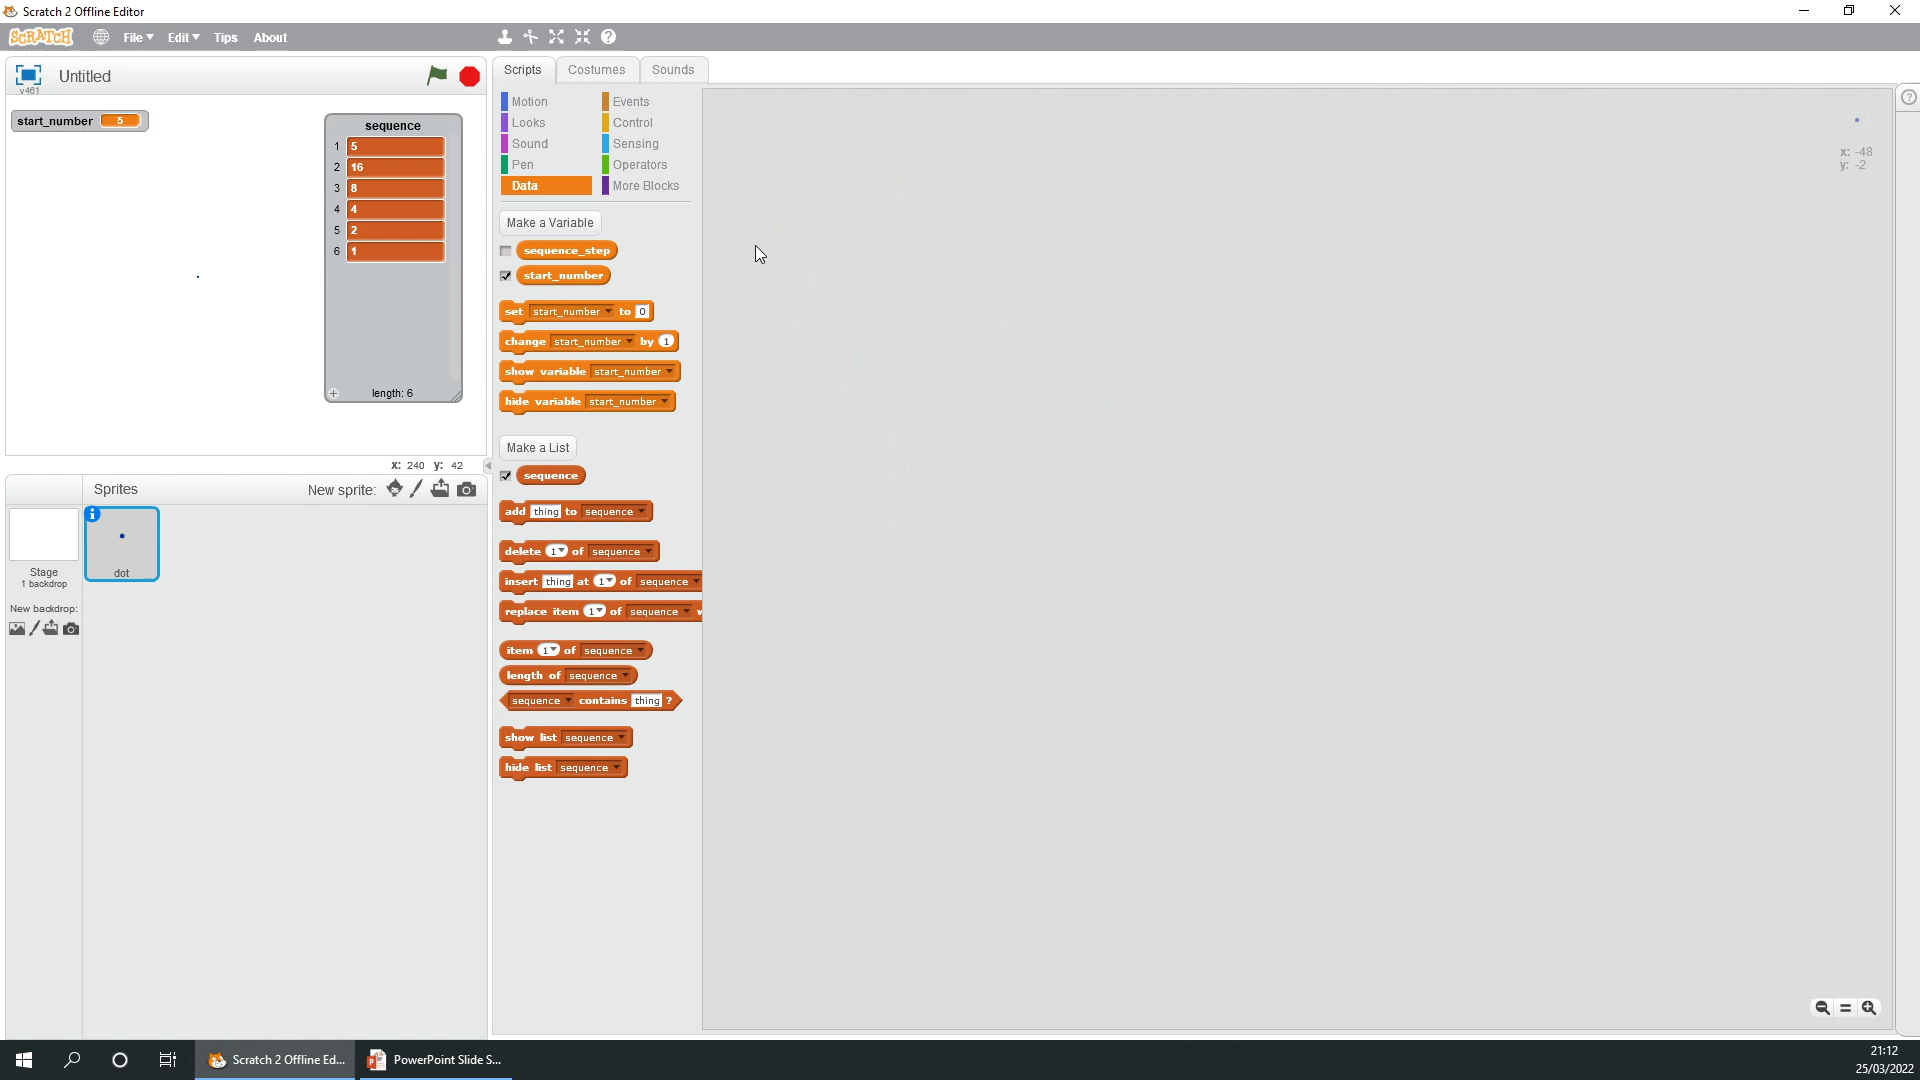 Scratch 2 Offline Editor
SCRATCH File Edit Tips About
v461 Untitled
start_number 5
sequence
1 5
2 16
3 8
4 4
5 2
6 1
+ length: 6
x: 240 y: 42
Sprites New sprite:
Stage
1 backdrop
New backdrop:
dot
Scripts Costumes Sounds
Motion Events
Looks Control
Sound Sensing
Pen Operators
Data More Blocks
Make a Variable
sequence_step
start_number
set start_number to 0
change start_number by 1
show variable start_number
hide variable start_number
Make a List
sequence
add thing to sequence
delete 1 of sequence
insert thing at 1 of sequence
replace item 1 of sequence w
item 1 of sequence
length of sequence
sequence contains thing ?
show list sequence
hide list sequence
x: -48
y: -2
Scratch 2 Offline Ed... PowerPoint Slide S...
21:12
25/03/2022